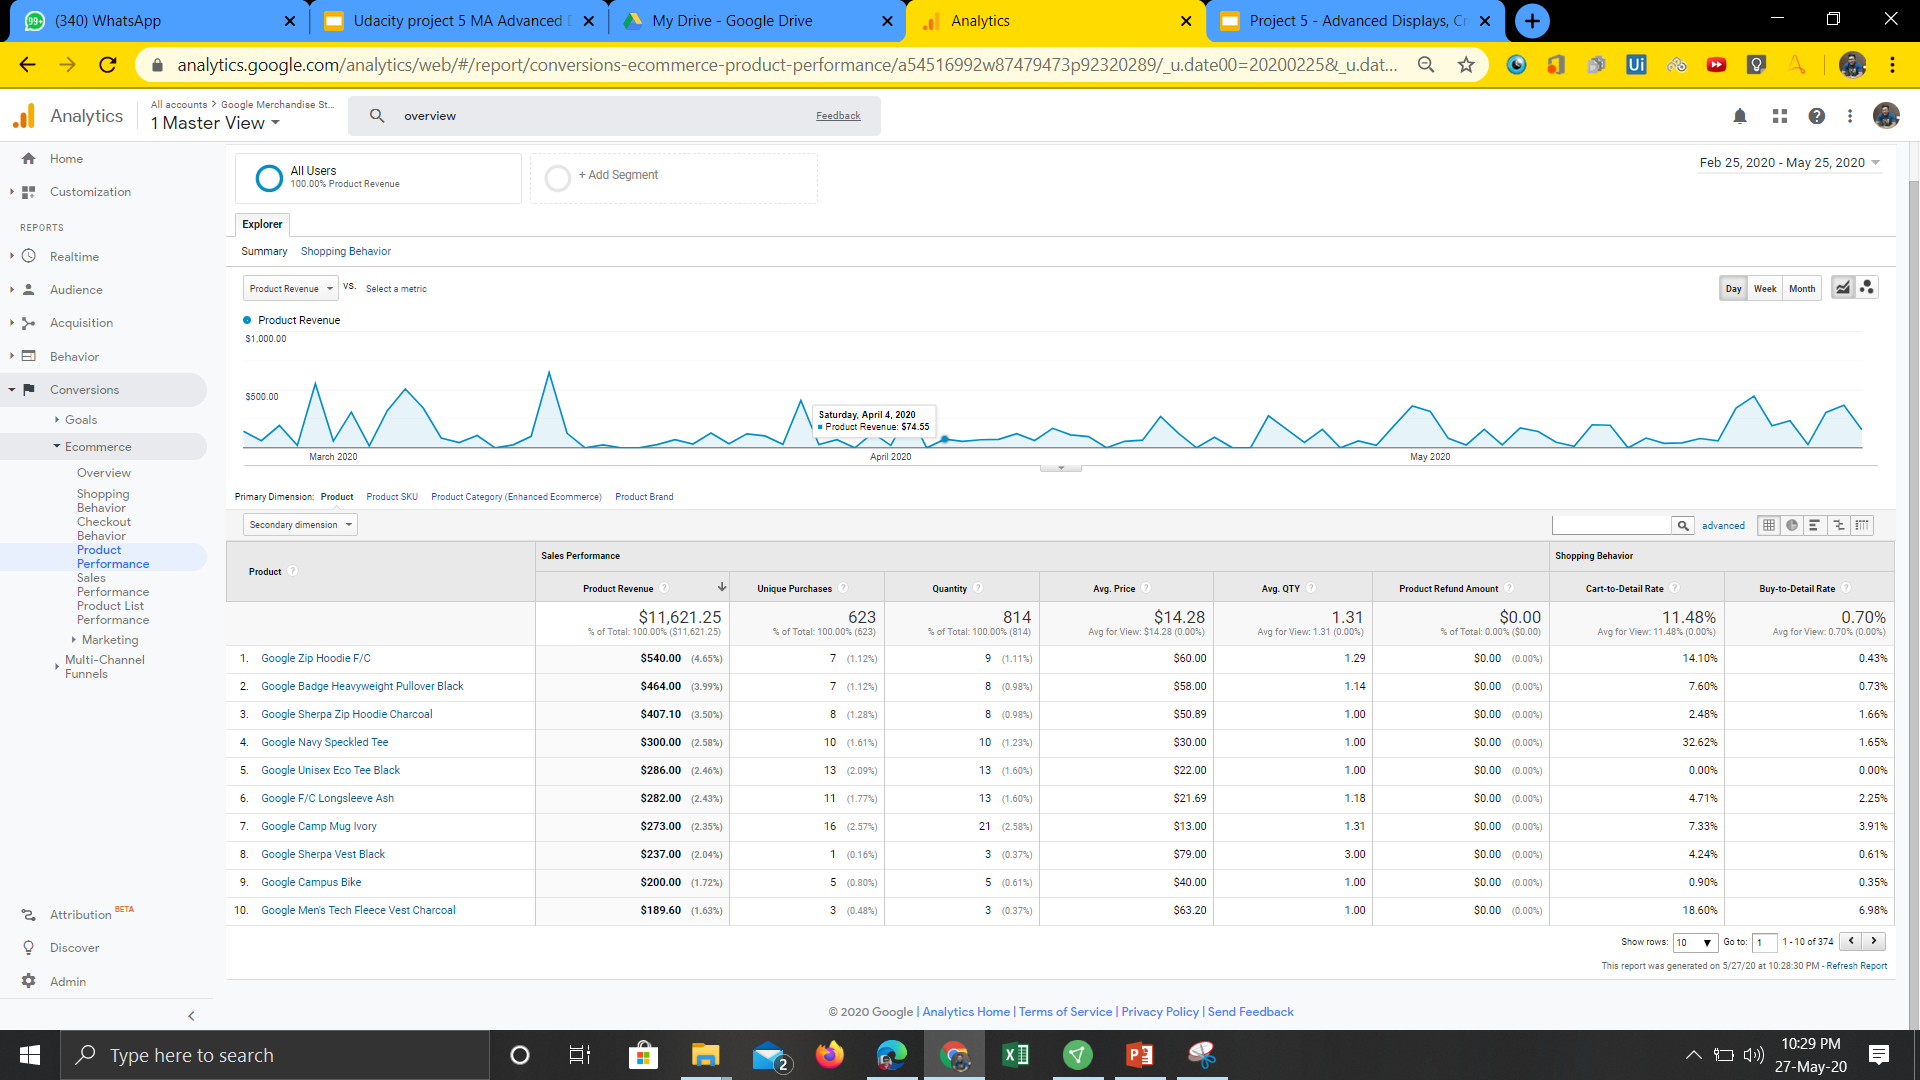 (340) WhatsApp
Udacity project 5 MA Advanced D
My Drive - Google Drive
Analytics
Project 5 - Advanced Displays, Cr
analytics.google.com/analytics/web/#/report/conversions-ecommerce-product-performance/a54516992w87479473p92320289/_u.date00=20200225&_u.dat...
Analytics
All accounts > Google Merchandise St...
1 Master View
overview
Feedback
Home
Customization
REPORTS
Realtime
Audience
Acquisition
Behavior
Conversions
Goals
Ecommerce
Overview
Shopping
Behavior
Checkout
Behavior
Product
Performance
Sales
Performance
Product List
Performance
Marketing
Multi-Channel
Funnels
Attribution BETA
Discover
Admin
All Users
100.00% Product Revenue
+ Add Segment
Feb 25, 2020 - May 25, 2020
Explorer
Summary Shopping Behavior
Product Revenue VS. Select a metric
Day Week Month
Product Revenue
$1,000.00
$500.00
Saturday, April 4, 2020
Product Revenue: $74.55
March 2020 April 2020 May 2020
Primary Dimension: Product Product SKU Product Category (Enhanced Ecommerce) Product Brand
Secondary dimension
advanced
Product ? Sales Performance Shopping Behavior
Product Revenue ? Unique Purchases ? Quantity ? Avg. Price ? Avg. QTY ? Product Refund Amount ? Cart-to-Detail Rate ? Buy-to-Detail Rate ?
$11,621.25 623 814 $14.28 1.31 $0.00 11.48% 0.70%
% of Total: 100.00% ($11,621.25) % of Total: 100.00% (623) % of Total: 100.00% (814) Avg for View: $14.28 (0.00%) Avg for View: 1.31 (0.00%) % of Total: 0.00% ($0.00) Avg for View: 11.48% (0.00%) Avg for View: 0.70% (0.00%)
1. Google Zip Hoodie F/C $540.00 (4.65%) 7 (1.12%) 9 (1.11%) $60.00 1.29 $0.00 (0.00%) 14.10% 0.43%
2. Google Badge Heavyweight Pullover Black $464.00 (3.99%) 7 (1.12%) 8 (0.98%) $58.00 1.14 $0.00 (0.00%) 7.60% 0.73%
3. Google Sherpa Zip Hoodie Charcoal $407.10 (3.50%) 8 (1.28%) 8 (0.98%) $50.89 1.00 $0.00 (0.00%) 2.48% 1.66%
4. Google Navy Speckled Tee $300.00 (2.58%) 10 (1.61%) 10 (1.23%) $30.00 1.00 $0.00 (0.00%) 32.62% 1.65%
5. Google Unisex Eco Tee Black $286.00 (2.46%) 13 (2.09%) 13 (1.60%) $22.00 1.00 $0.00 (0.00%) 0.00% 0.00%
6. Google F/C Longsleeve Ash $282.00 (2.43%) 11 (1.77%) 13 (1.60%) $21.69 1.18 $0.00 (0.00%) 4.71% 2.25%
7. Google Camp Mug Ivory $273.00 (2.35%) 16 (2.57%) 21 (2.58%) $13.00 1.31 $0.00 (0.00%) 7.33% 3.91%
8. Google Sherpa Vest Black $237.00 (2.04%) 1 (0.16%) 3 (0.37%) $79.00 3.00 $0.00 (0.00%) 4.24% 0.61%
9. Google Campus Bike $200.00 (1.72%) 5 (0.80%) 5 (0.61%) $40.00 1.00 $0.00 (0.00%) 0.90% 0.35%
10. Google Men's Tech Fleece Vest Charcoal $189.60 (1.63%) 3 (0.48%) 3 (0.37%) $63.20 1.00 $0.00 (0.00%) 18.60% 6.98%
Show rows: 10 Go to: 1 1 - 10 of 374
This report was generated on 5/27/20 at 10:28:30 PM - Refresh Report
© 2020 Google | Analytics Home | Terms of Service | Privacy Policy | Send Feedback
Type here to search
2
10:29 PM
27-May-20